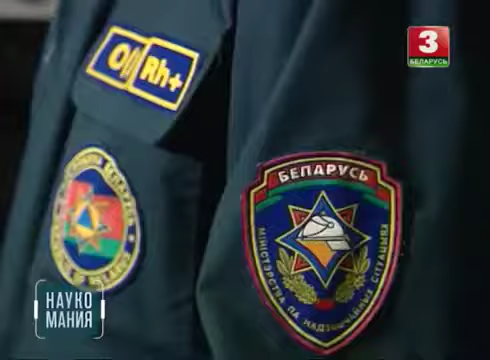 3
БЕЛАРУСЬ
O(I) Rh+
БЕЛАРУСЬ
МІНІСТЭРСТВА ПА НАДЗВЫЧАЙНЫХ СІТУАЦЫЯХ
НАУКО
МАНИЯ